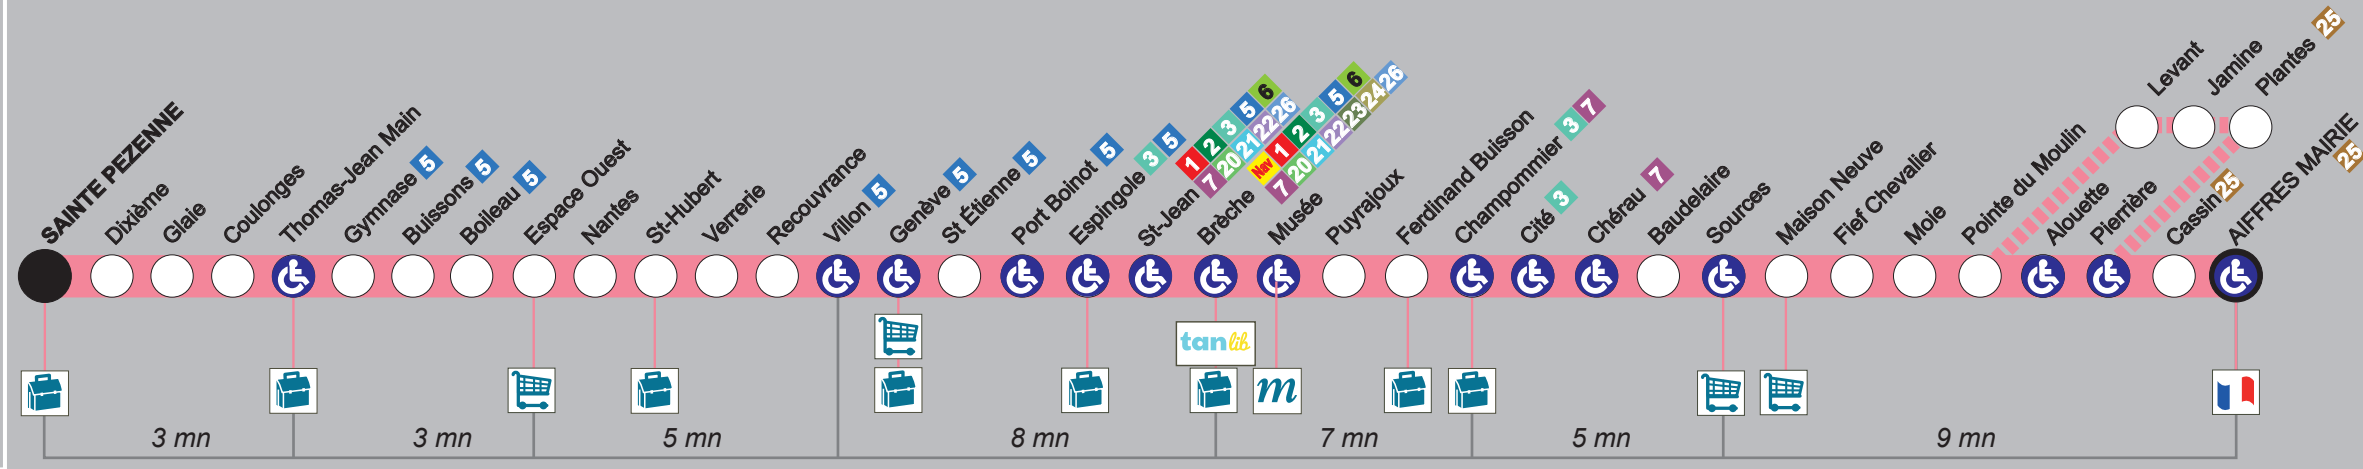 SAINTE PEZENNE
Dixième
Glaie
Coulonges
Thomas-Jean Main
Gymnase 5
Buissons 5
Boileau 5
Espace Ouest
Nantes
St-Hubert
Verrerie
Recouvrance
Villon 5
Genève 5
St Étienne 5
Port Boinot 5
Espingole 3 5
St-Jean 1 2 3 5 6
7 20 21 22 26
Brèche Nav 1 2 3 5 6
7 20 21 22 23 24 26
Musée
Puyrajoux
Ferdinand Buisson
Champommier 3 7
Cité 3
Chérau 7
Baudelaire
Sources
Maison Neuve
Fief Chevalier
Moie
Pointe du Moulin
Alouette
Pierrière
Cassin 25
AIFFRES MAIRIE
25
Levant
Jamine
Plantes 25
tanlib
m
3 mn
3 mn
5 mn
8 mn
7 mn
5 mn
9 mn